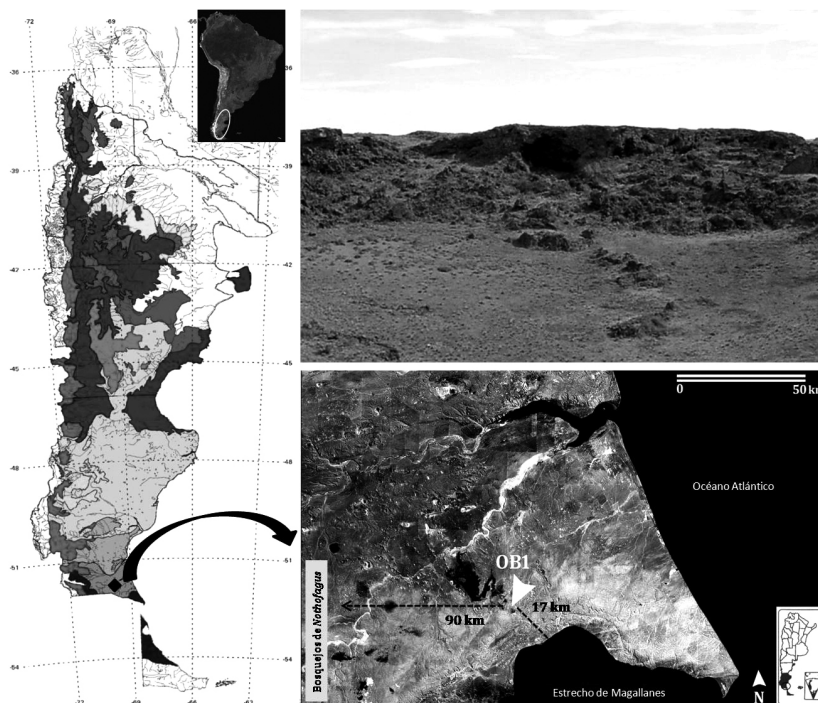 -72 -69 -66
-36 36
-39 -39
-42 -42
-45 -45
-48 -48
-51 -51
-54 -54
-72 -69 -66
0 50 km
Océano Atlántico
OB1
17 km
90 km
Bosquejos de Nothofagus
Estrecho de Magallanes
N